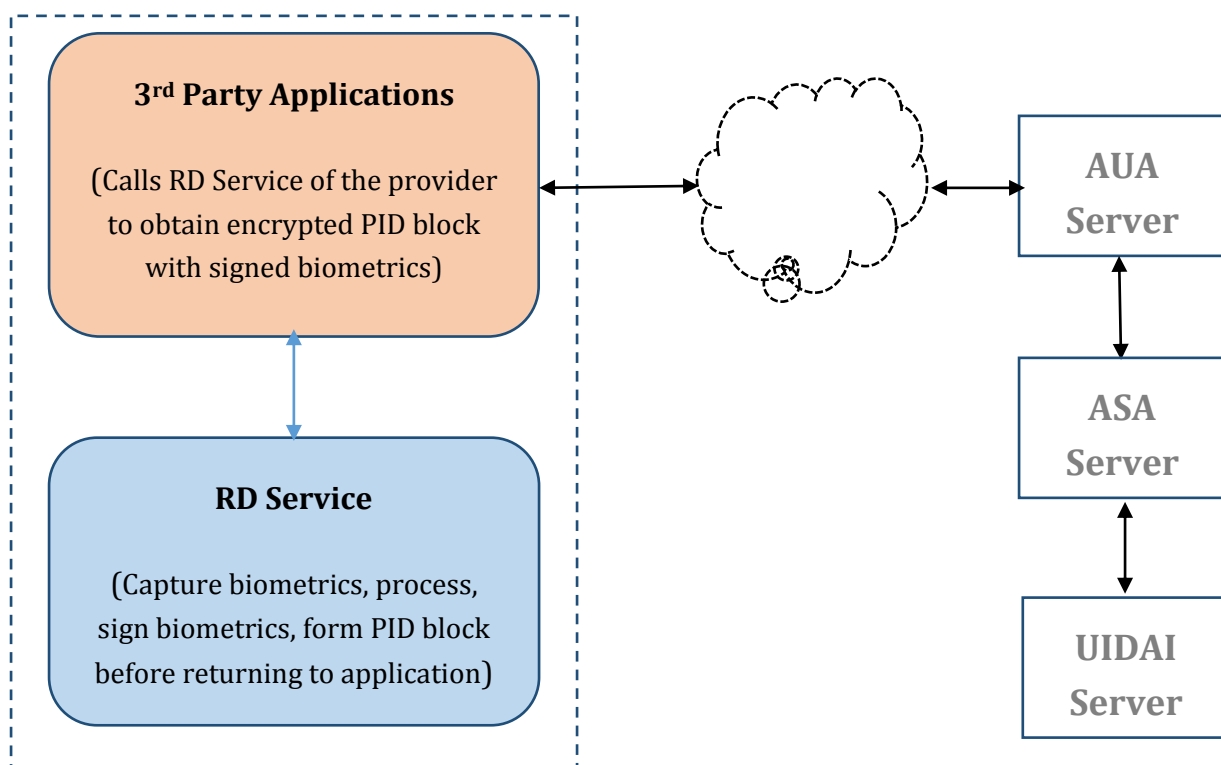 3rd Party Applications
(Calls RD Service of the provider
to obtain encrypted PID block
with signed biometrics)
RD Service
(Capture biometrics, process,
sign biometrics, form PID block
before returning to application)
AUA
Server
ASA
Server
UIDAI
Server